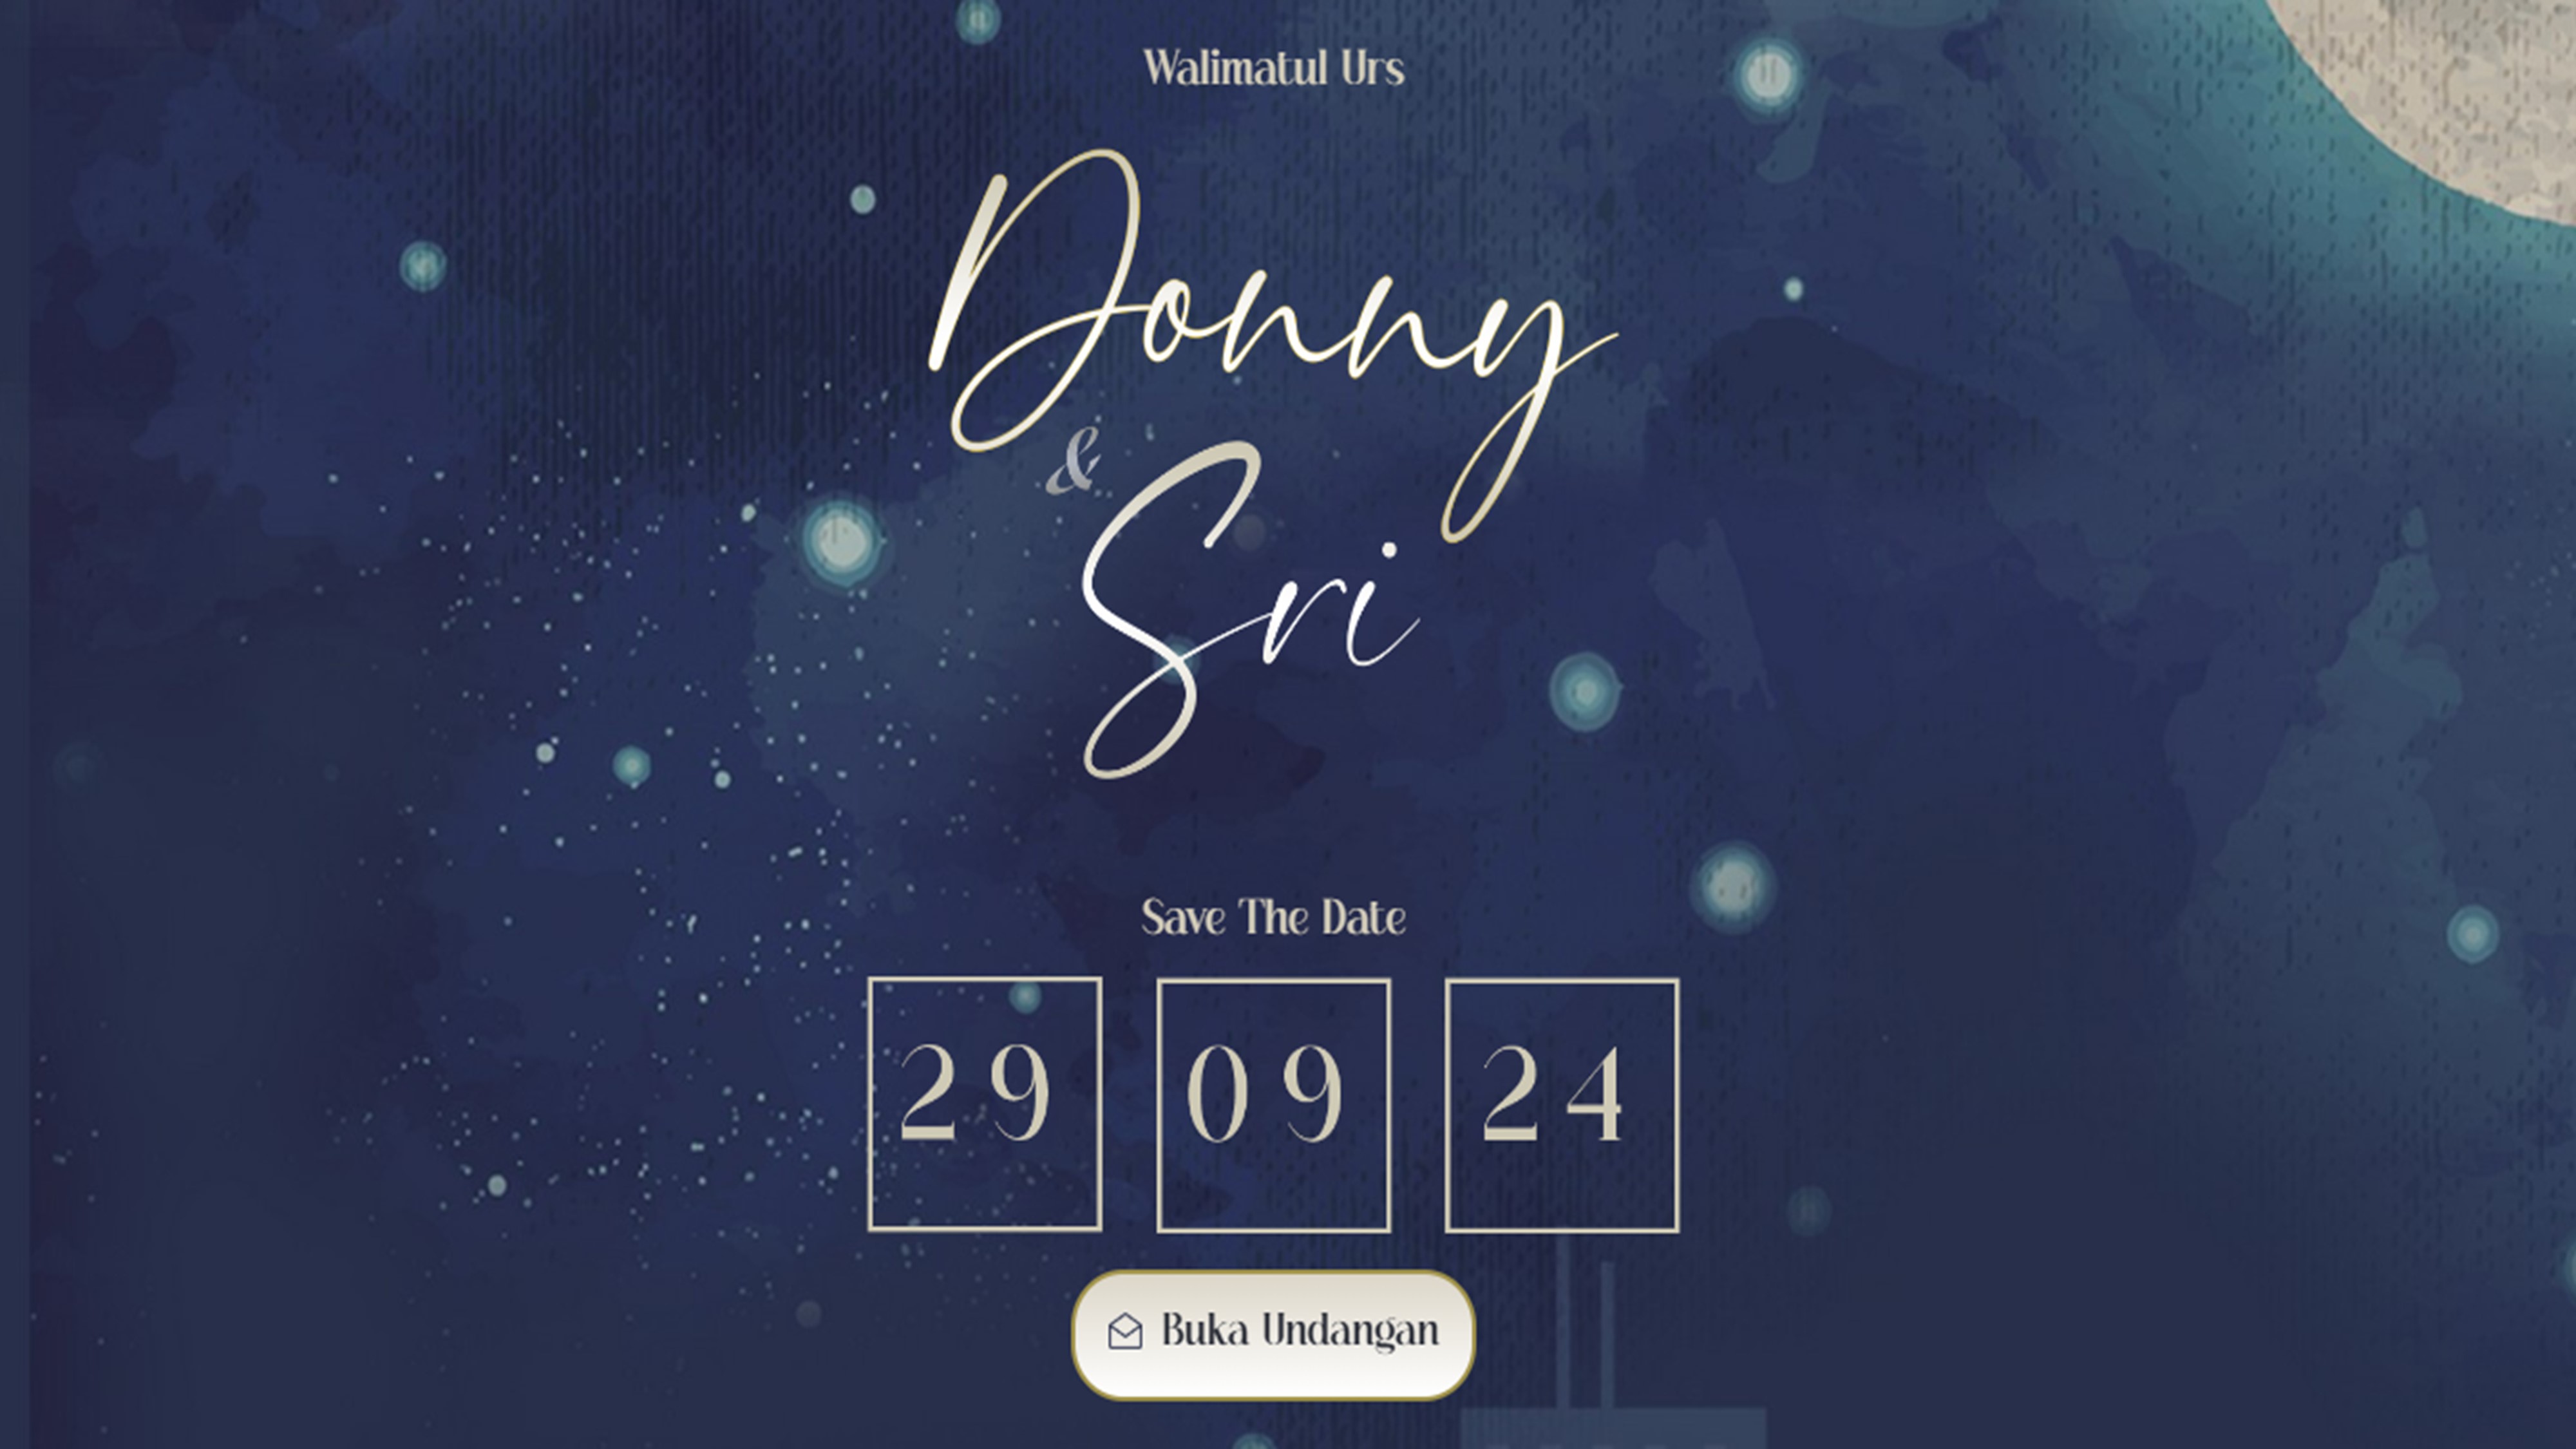 Walimatul Urs
Donny
&
Sri
Save The Date
29 09 24
Buka Undangan